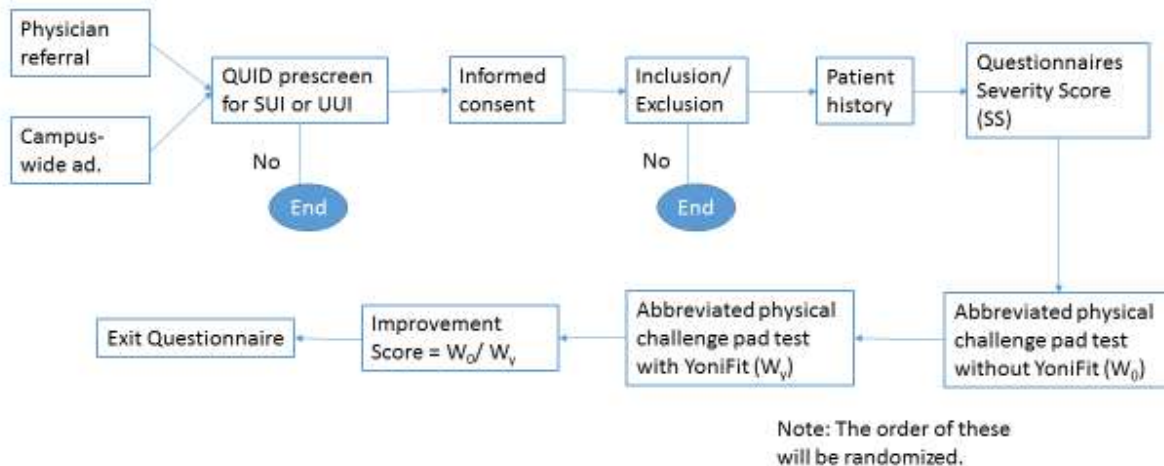 Physician
referral
Campus-
wide ad.
QUID prescreen
for SUI or UUI
No
End
Informed
consent
Inclusion/
Exclusion
No
End
Patient
history
Questionnaires
Severity Score
(SS)
Abbreviated physical
challenge pad test
without YoniFit (W₀)
Abbreviated physical
challenge pad test
with YoniFit (Wᵧ)
Improvement
Score = W₀/ Wᵧ
Exit Questionnaire
Note: The order of these
will be randomized.